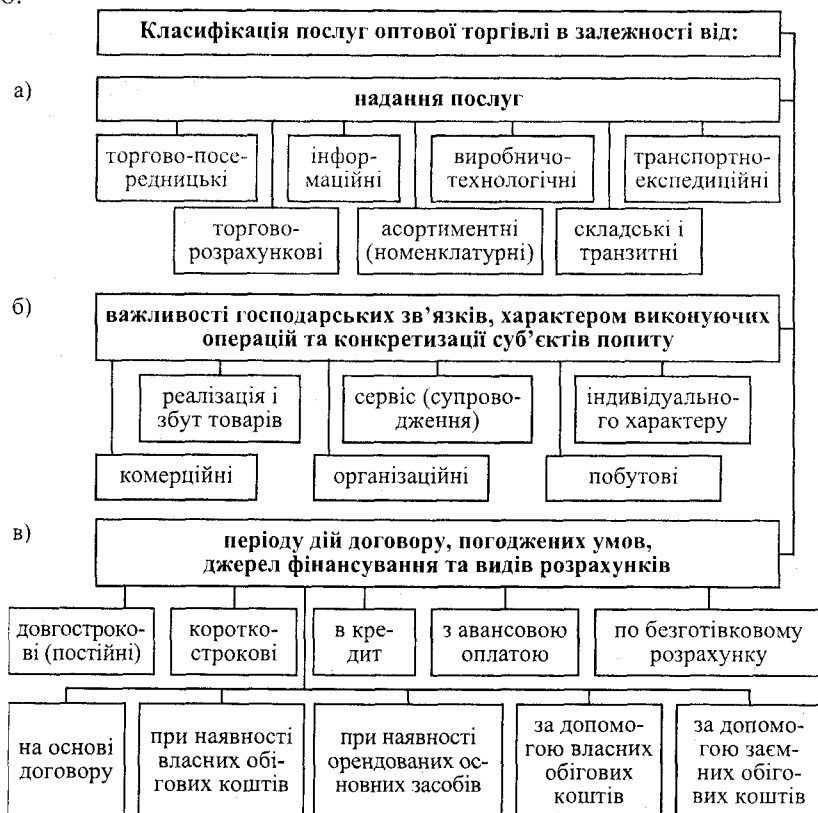 Класифікація послуг оптової торгівлі в залежності від:
а)
надання послуг
торгово-посе-
редницькі
інфор-
маційні
виробничо-
технологічні
транспортно-
експедиційні
торгово-
розрахункові
асортиментні
(номенклатурні)
складські і
транзитні
б)
важливості господарських зв’язків, характером виконуючих
операцій та конкретизації суб’єктів попиту
реалізація і
збут товарів
сервіс (супрово-
дження)
індивідуально-
го характеру
комерційні
організаційні
побутові
в)
періоду дій договору, погоджених умов,
джерел фінансування та видів розрахунків
довгостроко-
ві (постійні)
коротко-
строкові
в кре-
дит
з авансовою
оплатою
по безготівковому
розрахунку
на основі
договору
при наявності
власних обі-
гових коштів
при наявності
орендованих ос-
новних засобів
за допомо-
гою власних
обігових
коштів
за допомо-
гою заєм-
них обіго-
вих коштів